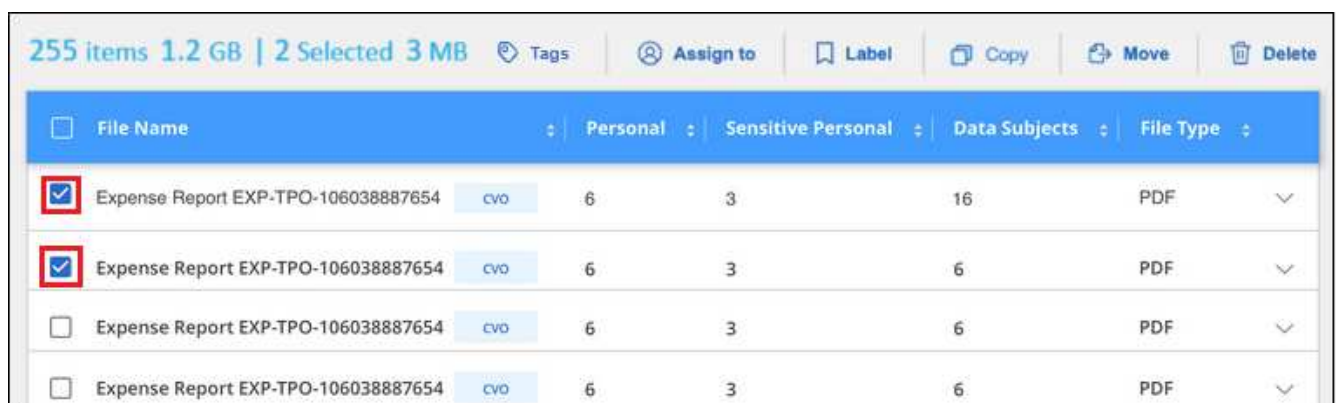 255 items 1.2 GB | 2 Selected 3 MB Tags Assign to Label Copy Move Delete
File Name Personal Sensitive Personal Data Subjects File Type
Expense Report EXP-TPO-106038887654 CVO 6 3 16 PDF
Expense Report EXP-TPO-106038887654 CVO 6 3 6 PDF
Expense Report EXP-TPO-106038887654 CVO 6 3 6 PDF
Expense Report EXP-TPO-106038887654 CVO 6 3 6 PDF